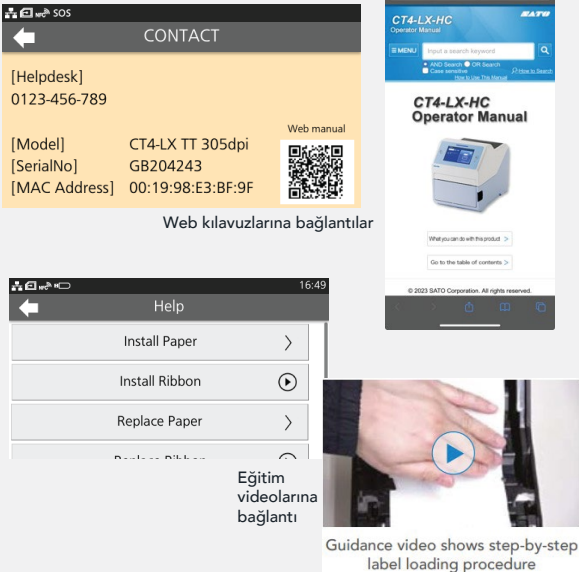 SOS
CONTACT
[Helpdesk]
0123-456-789
[Model] CT4-LX TT 305dpi
[SerialNo] GB204243
[MAC Address] 00:19:98:E3:BF:9F
Web manual
Web kılavuzlarına bağlantılar
CT4-LX-HC
Operator Manual
SATO
MENU
Input a search keyword
AND Search OR Search
Case sensitive
How to Search
How to Use This Manual
CT4-LX-HC
Operator Manual
What you can do with the product >
Go to the table of contents >
© 2023 SATO Corporation. All rights reserved.
16:49
Help
Install Paper
Install Ribbon
Replace Paper
Replace Ribbon
Eğitim
videolarına
bağlantı
Guidance video shows step-by-step
label loading procedure